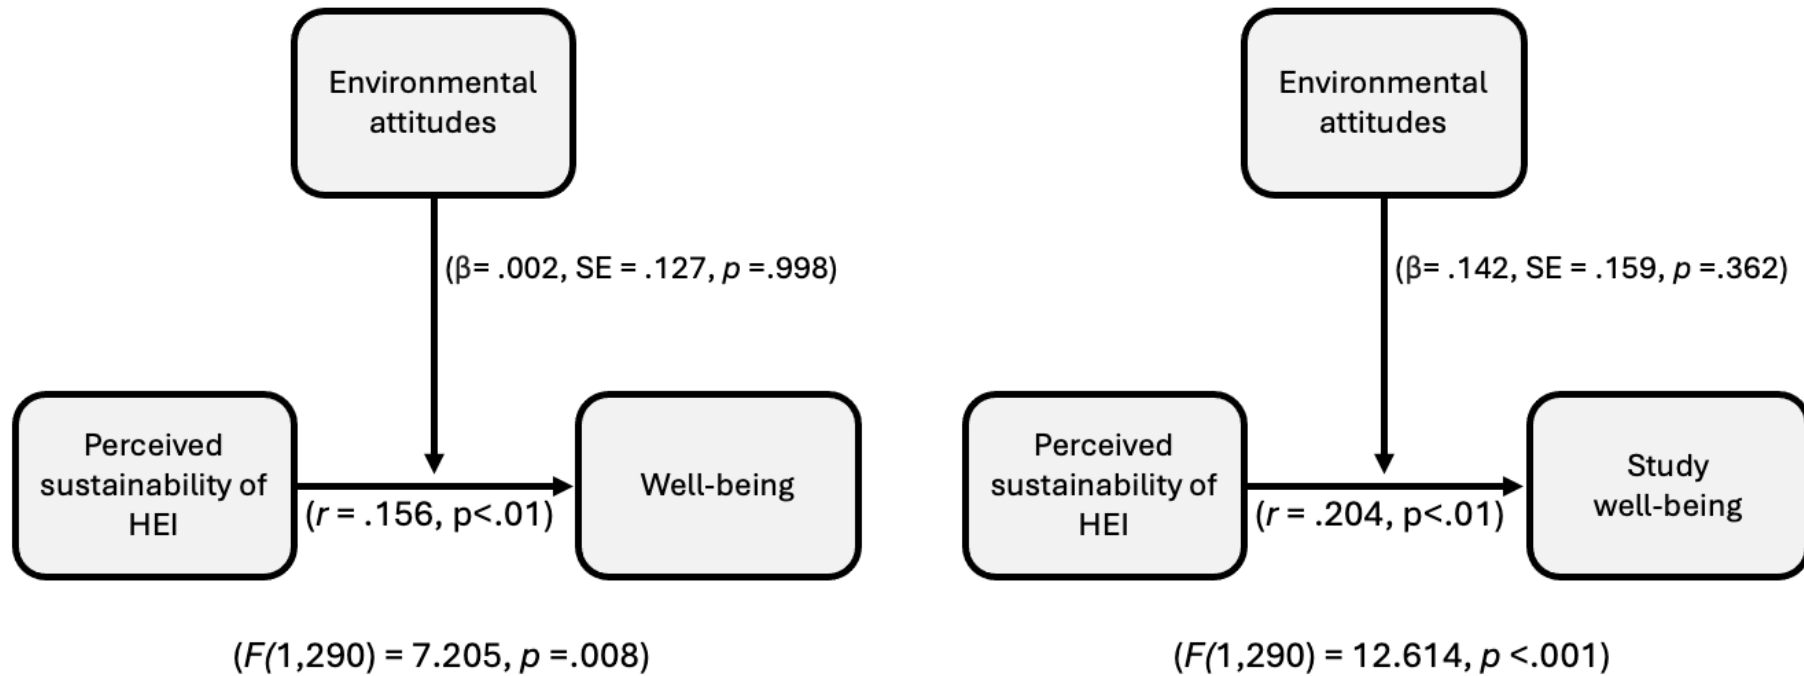 Environmental
attitudes
(β= .002, SE = .127, p =.998)
Perceived
sustainability of
HEI
(r = .156, p<.01)
Well-being
(F(1,290) = 7.205, p =.008)
Environmental
attitudes
(β= .142, SE = .159, p =.362)
Perceived
sustainability of
HEI
(r = .204, p<.01)
Study
well-being
(F(1,290) = 12.614, p <.001)